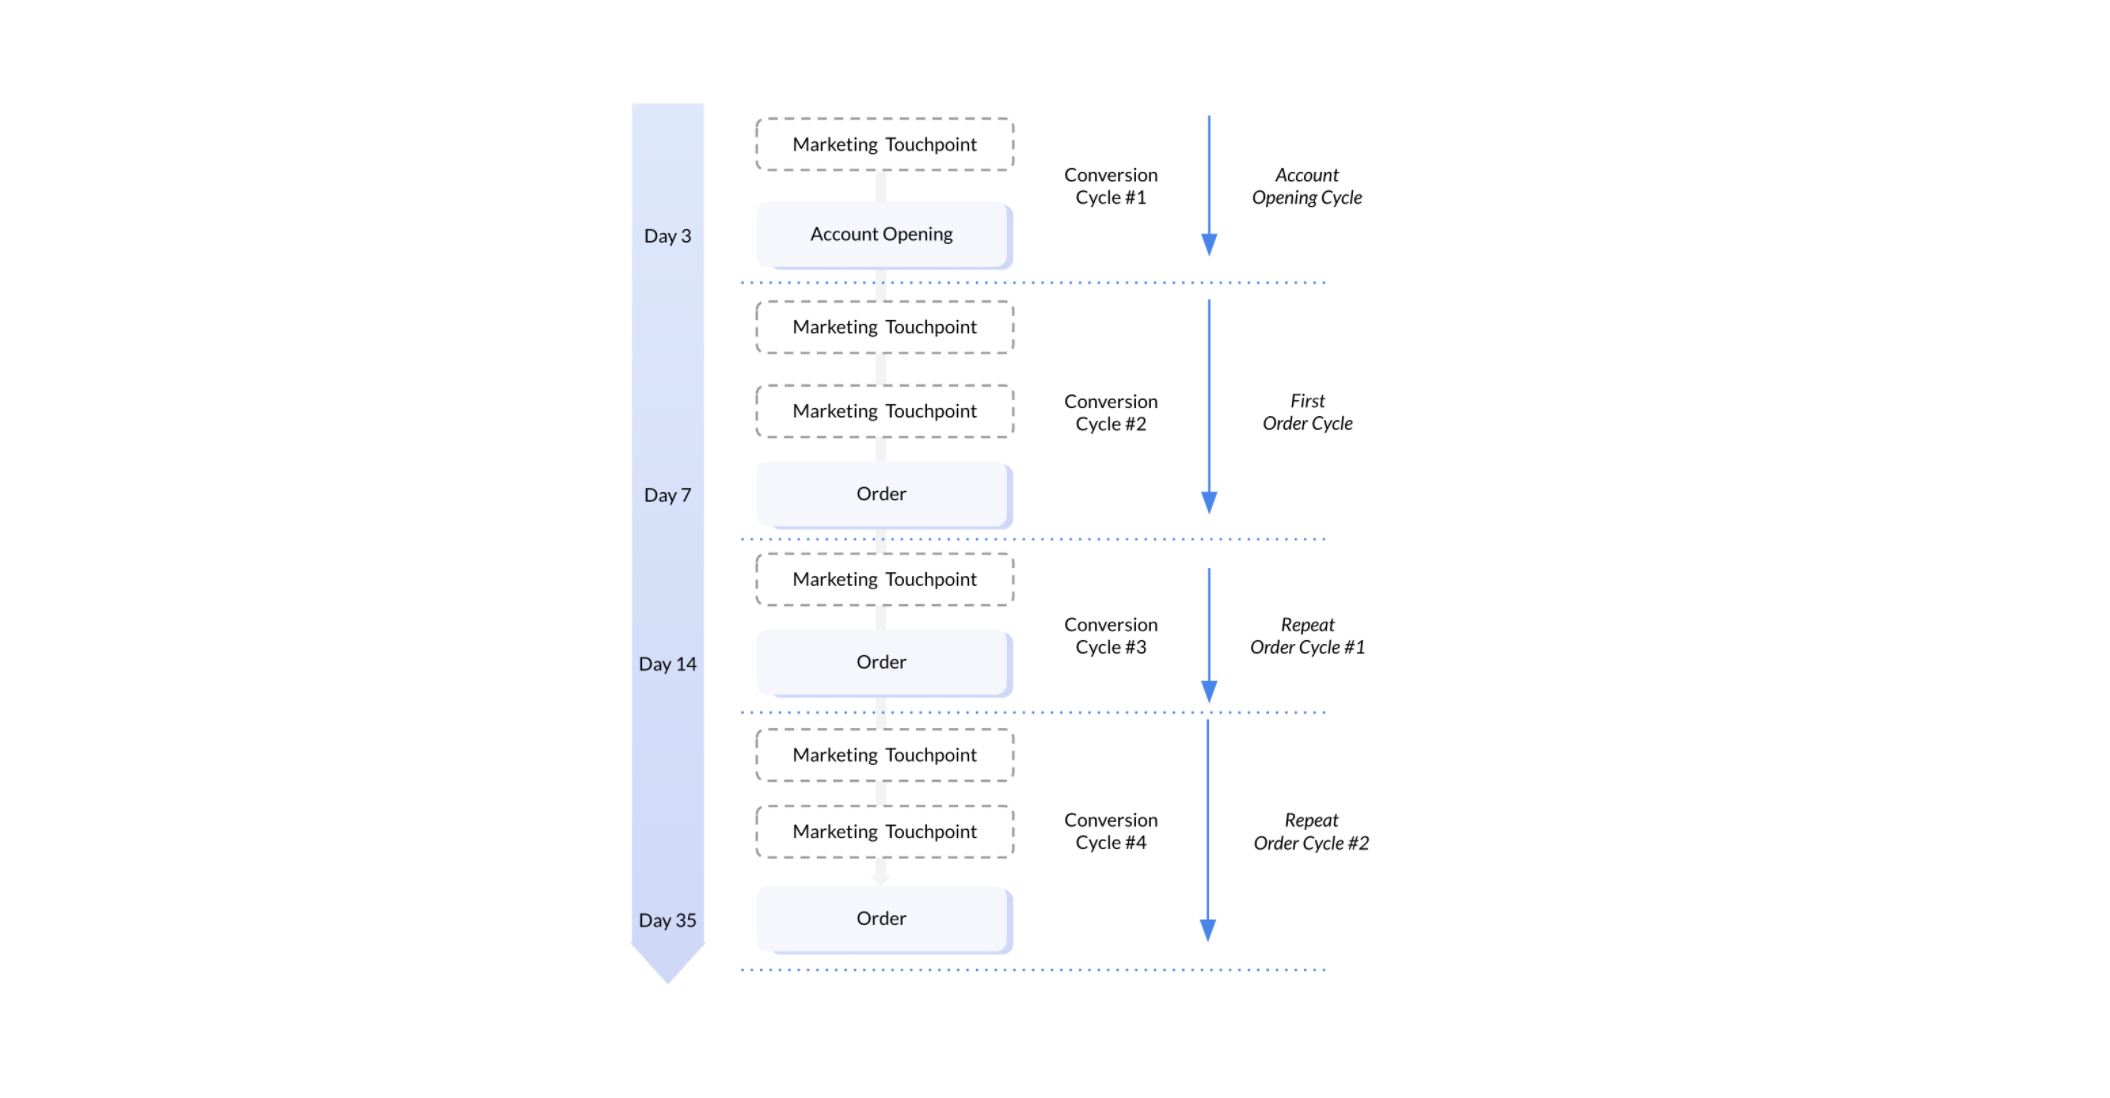 Marketing Touchpoint
Conversion
Cycle #1
Account
Opening Cycle
Day 3
Account Opening
Marketing Touchpoint
Marketing Touchpoint
Conversion
Cycle #2
First
Order Cycle
Day 7
Order
Marketing Touchpoint
Conversion
Cycle #3
Repeat
Order Cycle #1
Day 14
Order
Marketing Touchpoint
Marketing Touchpoint
Conversion
Cycle #4
Repeat
Order Cycle #2
Day 35
Order